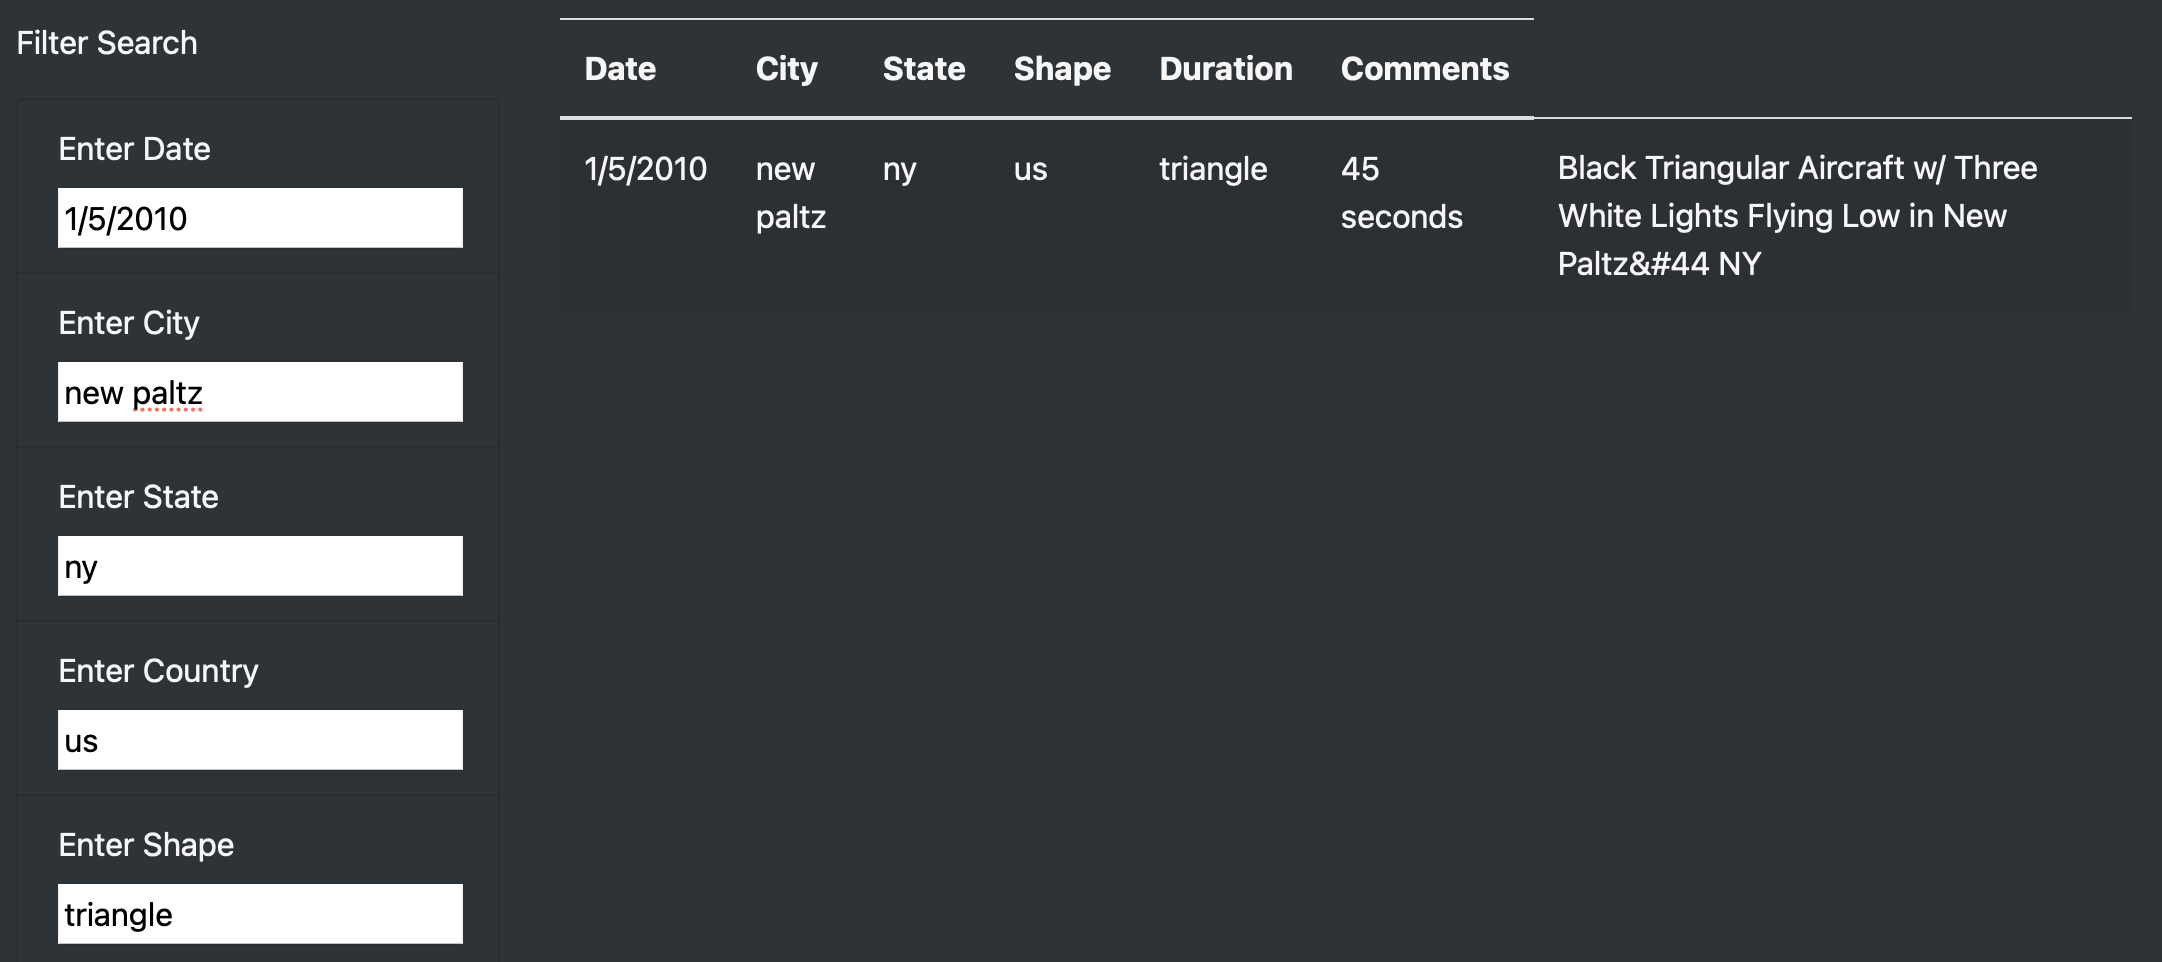 Filter Search
Enter Date
1/5/2010
Enter City
new paltz
Enter State
ny
Enter Country
us
Enter Shape
triangle
Date City State Shape Duration Comments
1/5/2010 new ny us triangle 45 Black Triangular Aircraft w/ Three
paltz seconds White Lights Flying Low in New
Paltz&#44 NY